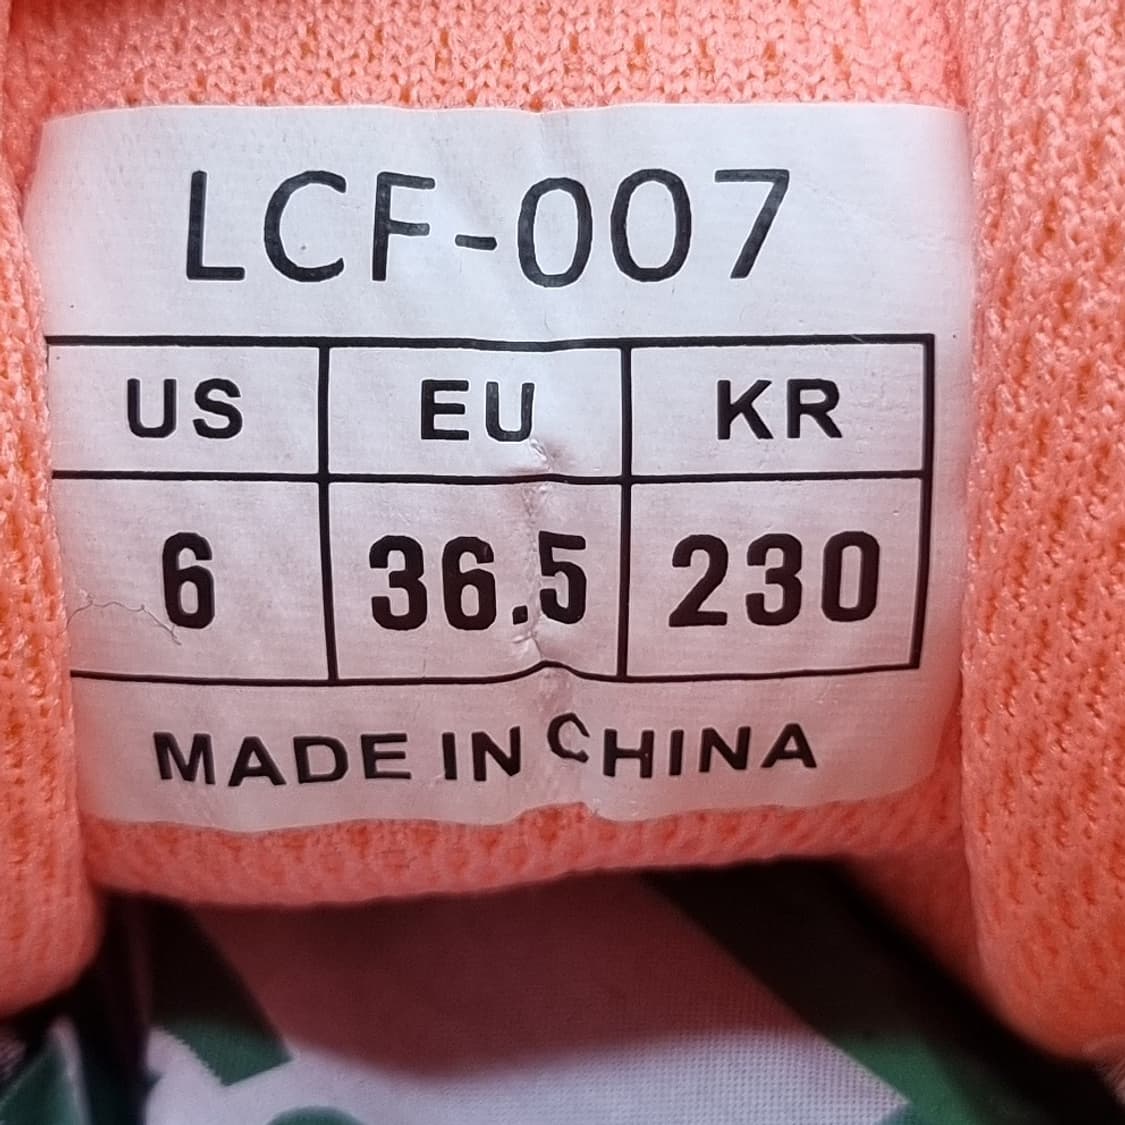 LCF-007
US EU KR
6 36.5 230
MADE IN CHINA